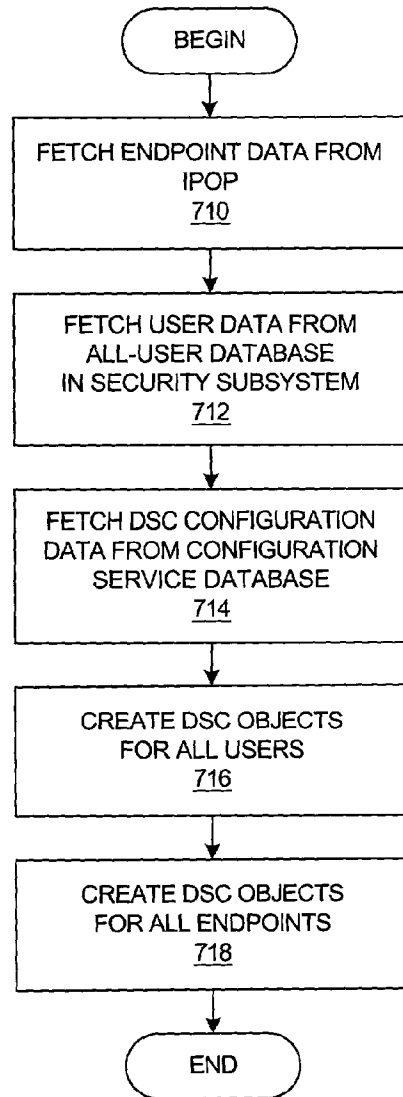 BEGIN
FETCH ENDPOINT DATA FROM
IPOP
710
FETCH USER DATA FROM
ALL-USER DATABASE
IN SECURITY SUBSYSTEM
712
FETCH DSC CONFIGURATION
DATA FROM CONFIGURATION
SERVICE DATABASE
714
CREATE DSC OBJECTS
FOR ALL USERS
716
CREATE DSC OBJECTS
FOR ALL ENDPOINTS
718
END